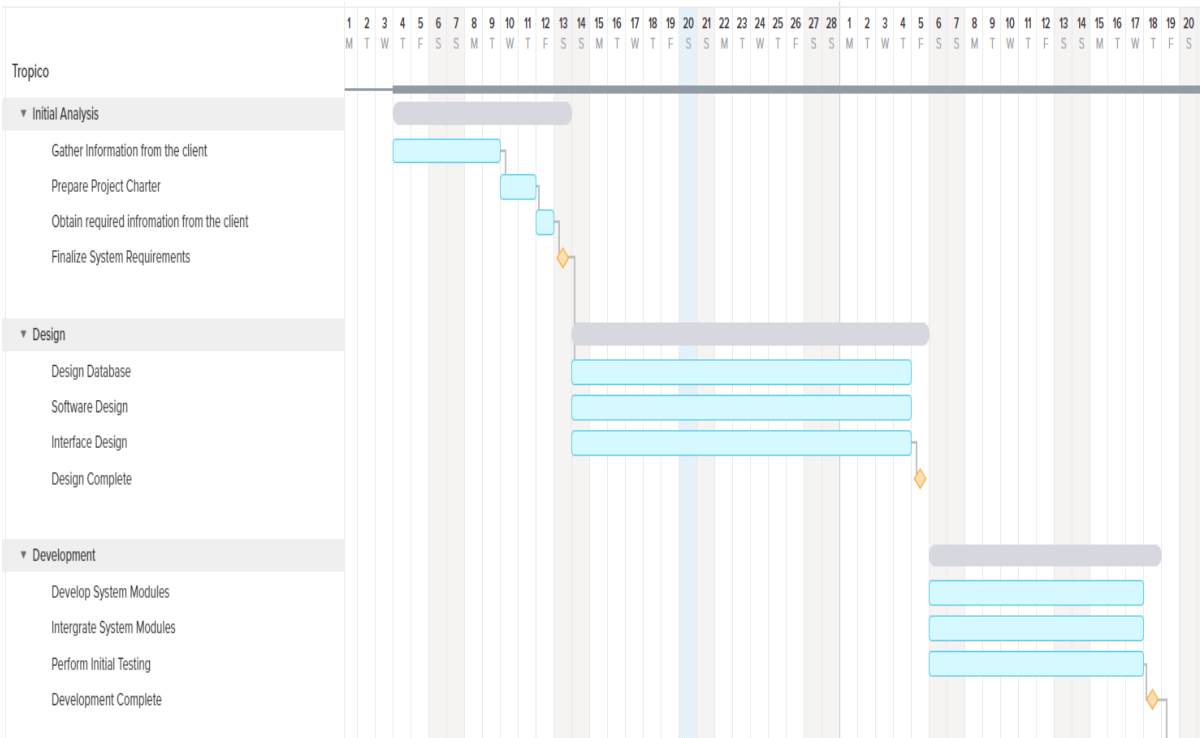 1 2 3 4 5 6 7 8 9 10 11 12 13 14 15 16 17 18 19 20 21 22 23 24 25 26 27 28 1 2 3 4 5 6 7 8 9 10 11 12 13 14 15 16 17 18 19 20
M T W T F S S M T W T F S S M T W T F S S M T W T F S S M T W T F S S M T W T F S S M T W T F S
Tropico
▼ Initial Analysis
Gather Information from the client
Prepare Project Charter
Obtain required infromation from the client
Finalize System Requirements
▼ Design
Design Database
Software Design
Interface Design
Design Complete
▼ Development
Develop System Modules
Intergrate System Modules
Perform Initial Testing
Development Complete